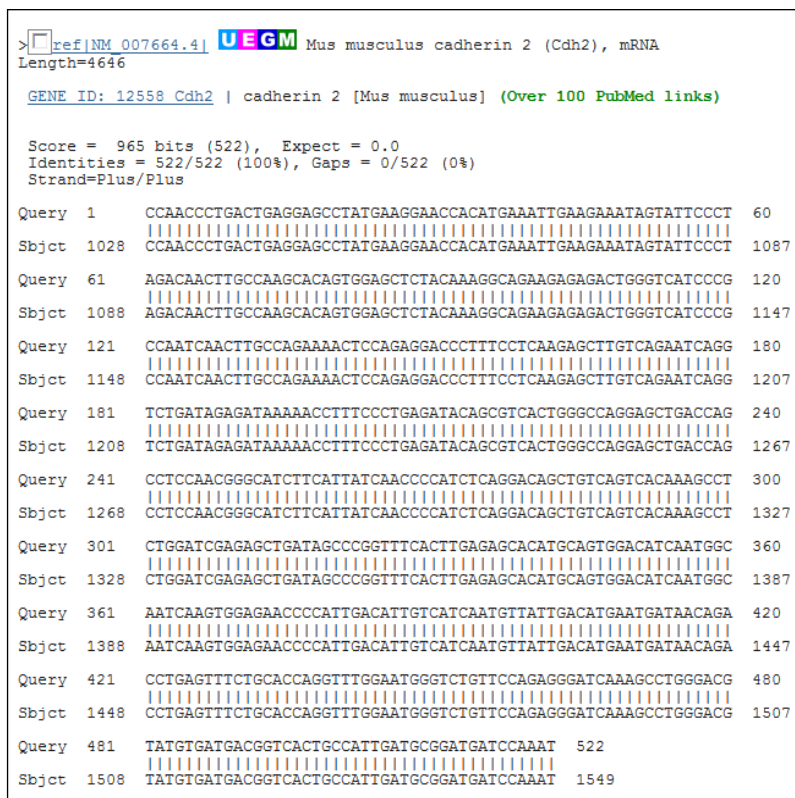 >ref|NM_007664.4| UEGM Mus musculus cadherin 2 (Cdh2), mRNA
Length=4646
GENE ID: 12558 Cdh2 | cadherin 2 [Mus musculus] (Over 100 PubMed links)
Score = 965 bits (522), Expect = 0.0
Identities = 522/522 (100%), Gaps = 0/522 (0%)
Strand=Plus/Plus
Query 1 CCAACCCTGACTGAGGAGCCTATGAAGGAACCACATGAAATTGAAGAAATAGTATTCCCT 60
||||||||||||||||||||||||||||||||||||||||||||||||||||||||||||
Sbjct 1028 CCAACCCTGACTGAGGAGCCTATGAAGGAACCACATGAAATTGAAGAAATAGTATTCCCT 1087
Query 61 AGACAACTTGCCAAGCACAGTGGAGCTCTACAAAGGCAGAAGAGAGACTGGGTCATCCCG 120
||||||||||||||||||||||||||||||||||||||||||||||||||||||||||||
Sbjct 1088 AGACAACTTGCCAAGCACAGTGGAGCTCTACAAAGGCAGAAGAGAGACTGGGTCATCCCG 1147
Query 121 CCAATCAACTTGCCAGAAAACTCCAGAGGACCCTTTCCTCAAGAGCTTGTCAGAATCAGG 180
||||||||||||||||||||||||||||||||||||||||||||||||||||||||||||
Sbjct 1148 CCAATCAACTTGCCAGAAAACTCCAGAGGACCCTTTCCTCAAGAGCTTGTCAGAATCAGG 1207
Query 181 TCTGATAGAGATAAAAACCTTTCCCTGAGATACAGCGTCACTGGGCCAGGAGCTGACCAG 240
||||||||||||||||||||||||||||||||||||||||||||||||||||||||||||
Sbjct 1208 TCTGATAGAGATAAAAACCTTTCCCTGAGATACAGCGTCACTGGGCCAGGAGCTGACCAG 1267
Query 241 CCTCCAACGGGCATCTTCATTATCAACCCCATCTCAGGACAGCTGTCAGTCACAAAGCCT 300
||||||||||||||||||||||||||||||||||||||||||||||||||||||||||||
Sbjct 1268 CCTCCAACGGGCATCTTCATTATCAACCCCATCTCAGGACAGCTGTCAGTCACAAAGCCT 1327
Query 301 CTGGATCGAGAGCTGATAGCCCGGTTTCACTTGAGAGCACATGCAGTGGACATCAATGGC 360
||||||||||||||||||||||||||||||||||||||||||||||||||||||||||||
Sbjct 1328 CTGGATCGAGAGCTGATAGCCCGGTTTCACTTGAGAGCACATGCAGTGGACATCAATGGC 1387
Query 361 AATCAAGTGGAGAACCCCATTGACATTGTCATCAATGTTATTGACATGAATGATAACAGA 420
||||||||||||||||||||||||||||||||||||||||||||||||||||||||||||
Sbjct 1388 AATCAAGTGGAGAACCCCATTGACATTGTCATCAATGTTATTGACATGAATGATAACAGA 1447
Query 421 CCTGAGTTTCTGCACCAGGTTTGGAATGGGTCTGTTCCAGAGGGATCAAAGCCTGGGACG 480
||||||||||||||||||||||||||||||||||||||||||||||||||||||||||||
Sbjct 1448 CCTGAGTTTCTGCACCAGGTTTGGAATGGGTCTGTTCCAGAGGGATCAAAGCCTGGGACG 1507
Query 481 TATGTGATGACGGTCACTGCCATTGATGCGGATGATCCAAAT 522
||||||||||||||||||||||||||||||||||||||||||
Sbjct 1508 TATGTGATGACGGTCACTGCCATTGATGCGGATGATCCAAAT 1549